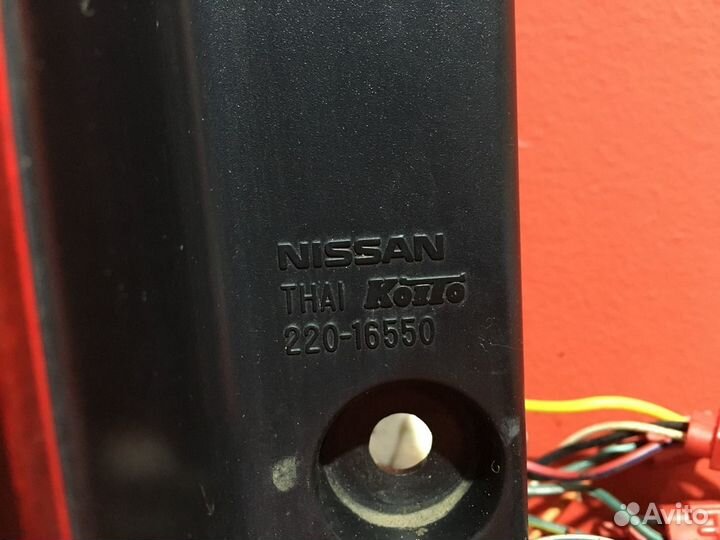 NISSAN
THAI KOITO
220-16550
Avito